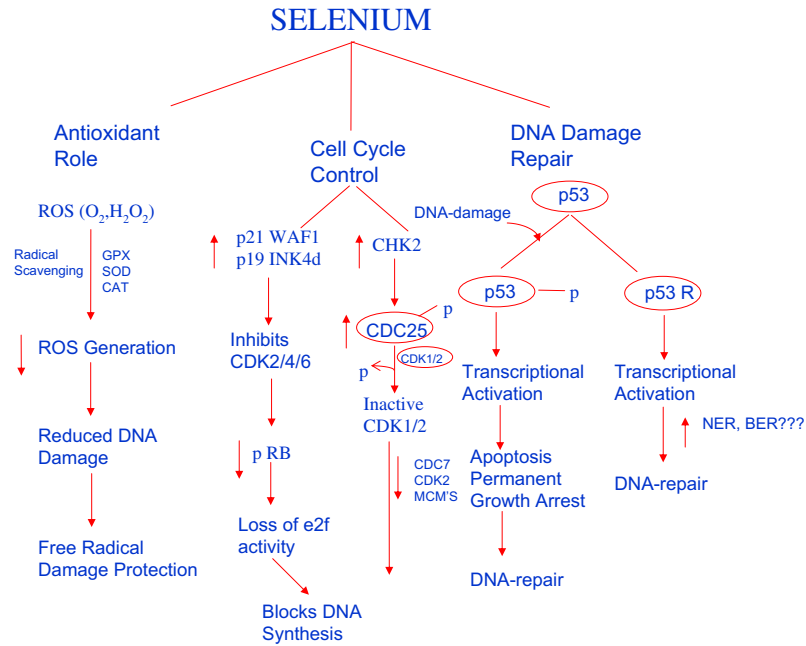 SELENIUM
Antioxidant
Role
ROS (O2,H2O2)
Radical
Scavenging
GPX
SOD
CAT
ROS Generation
Reduced DNA
Damage
Free Radical
Damage Protection
Cell Cycle
Control
p21 WAF1
p19 INK4d
Inhibits
CDK2/4/6
p RB
Loss of e2f
activity
Blocks DNA
Synthesis
CHK2
p
CDC25
CDK1/2
p
Inactive
CDK1/2
CDC7
CDK2
MCM'S
DNA Damage
Repair
p53
DNA-damage
p53
p
Transcriptional
Activation
Apoptosis
Permanent
Growth Arrest
DNA-repair
p53 R
Transcriptional
Activation
NER, BER???
DNA-repair